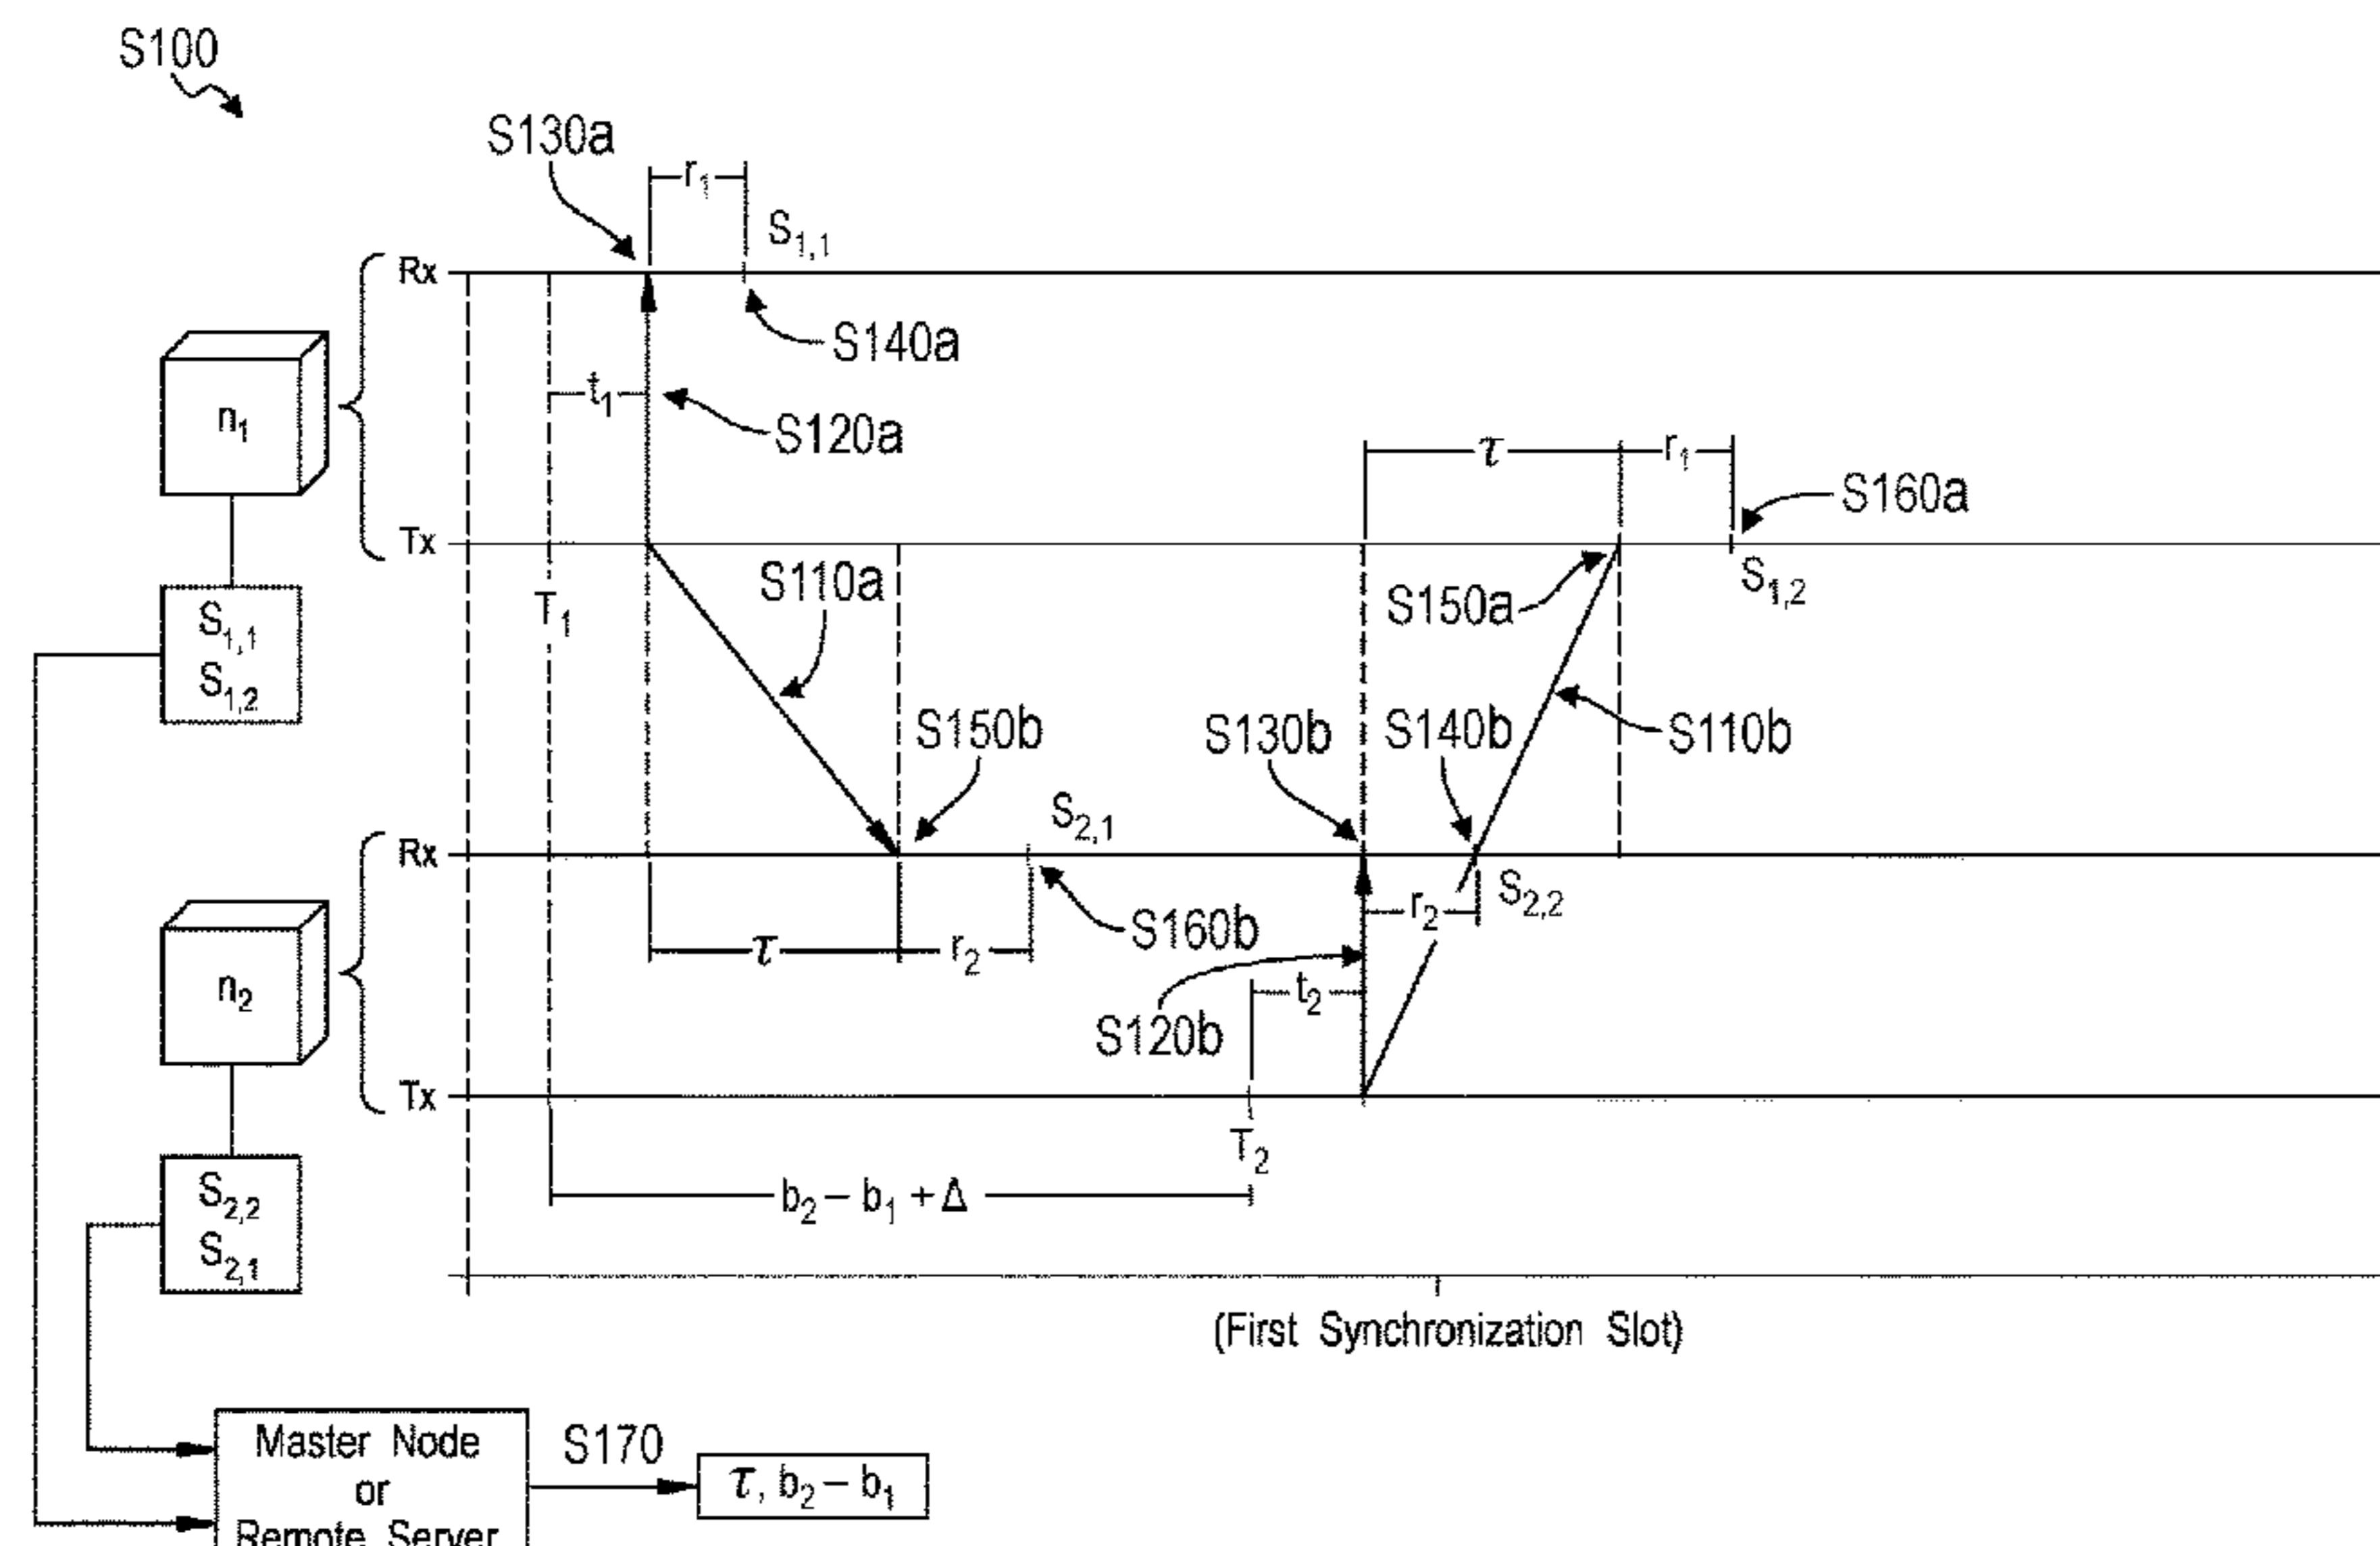 S100
S130a
r₁
S₁,₁
Rx
S140a
n₁
t₁
S120a
τ
r₁
S160a
Tx
S₁,₂
S110a
S150a
T₁
S₁,₁
S₁,₂
S150b
S130b
S140b
S110b
S₂,₁
Rx
S₂,₂
r₂
S160b
τ
r₂
n₂
t₂
S120b
Tx
T₂
S₂,₂
S₂,₁
b₂ – b₁ + Δ
(First Synchronization Slot)
Master Node
or
Remote Server
S170
τ, b₂ – b₁